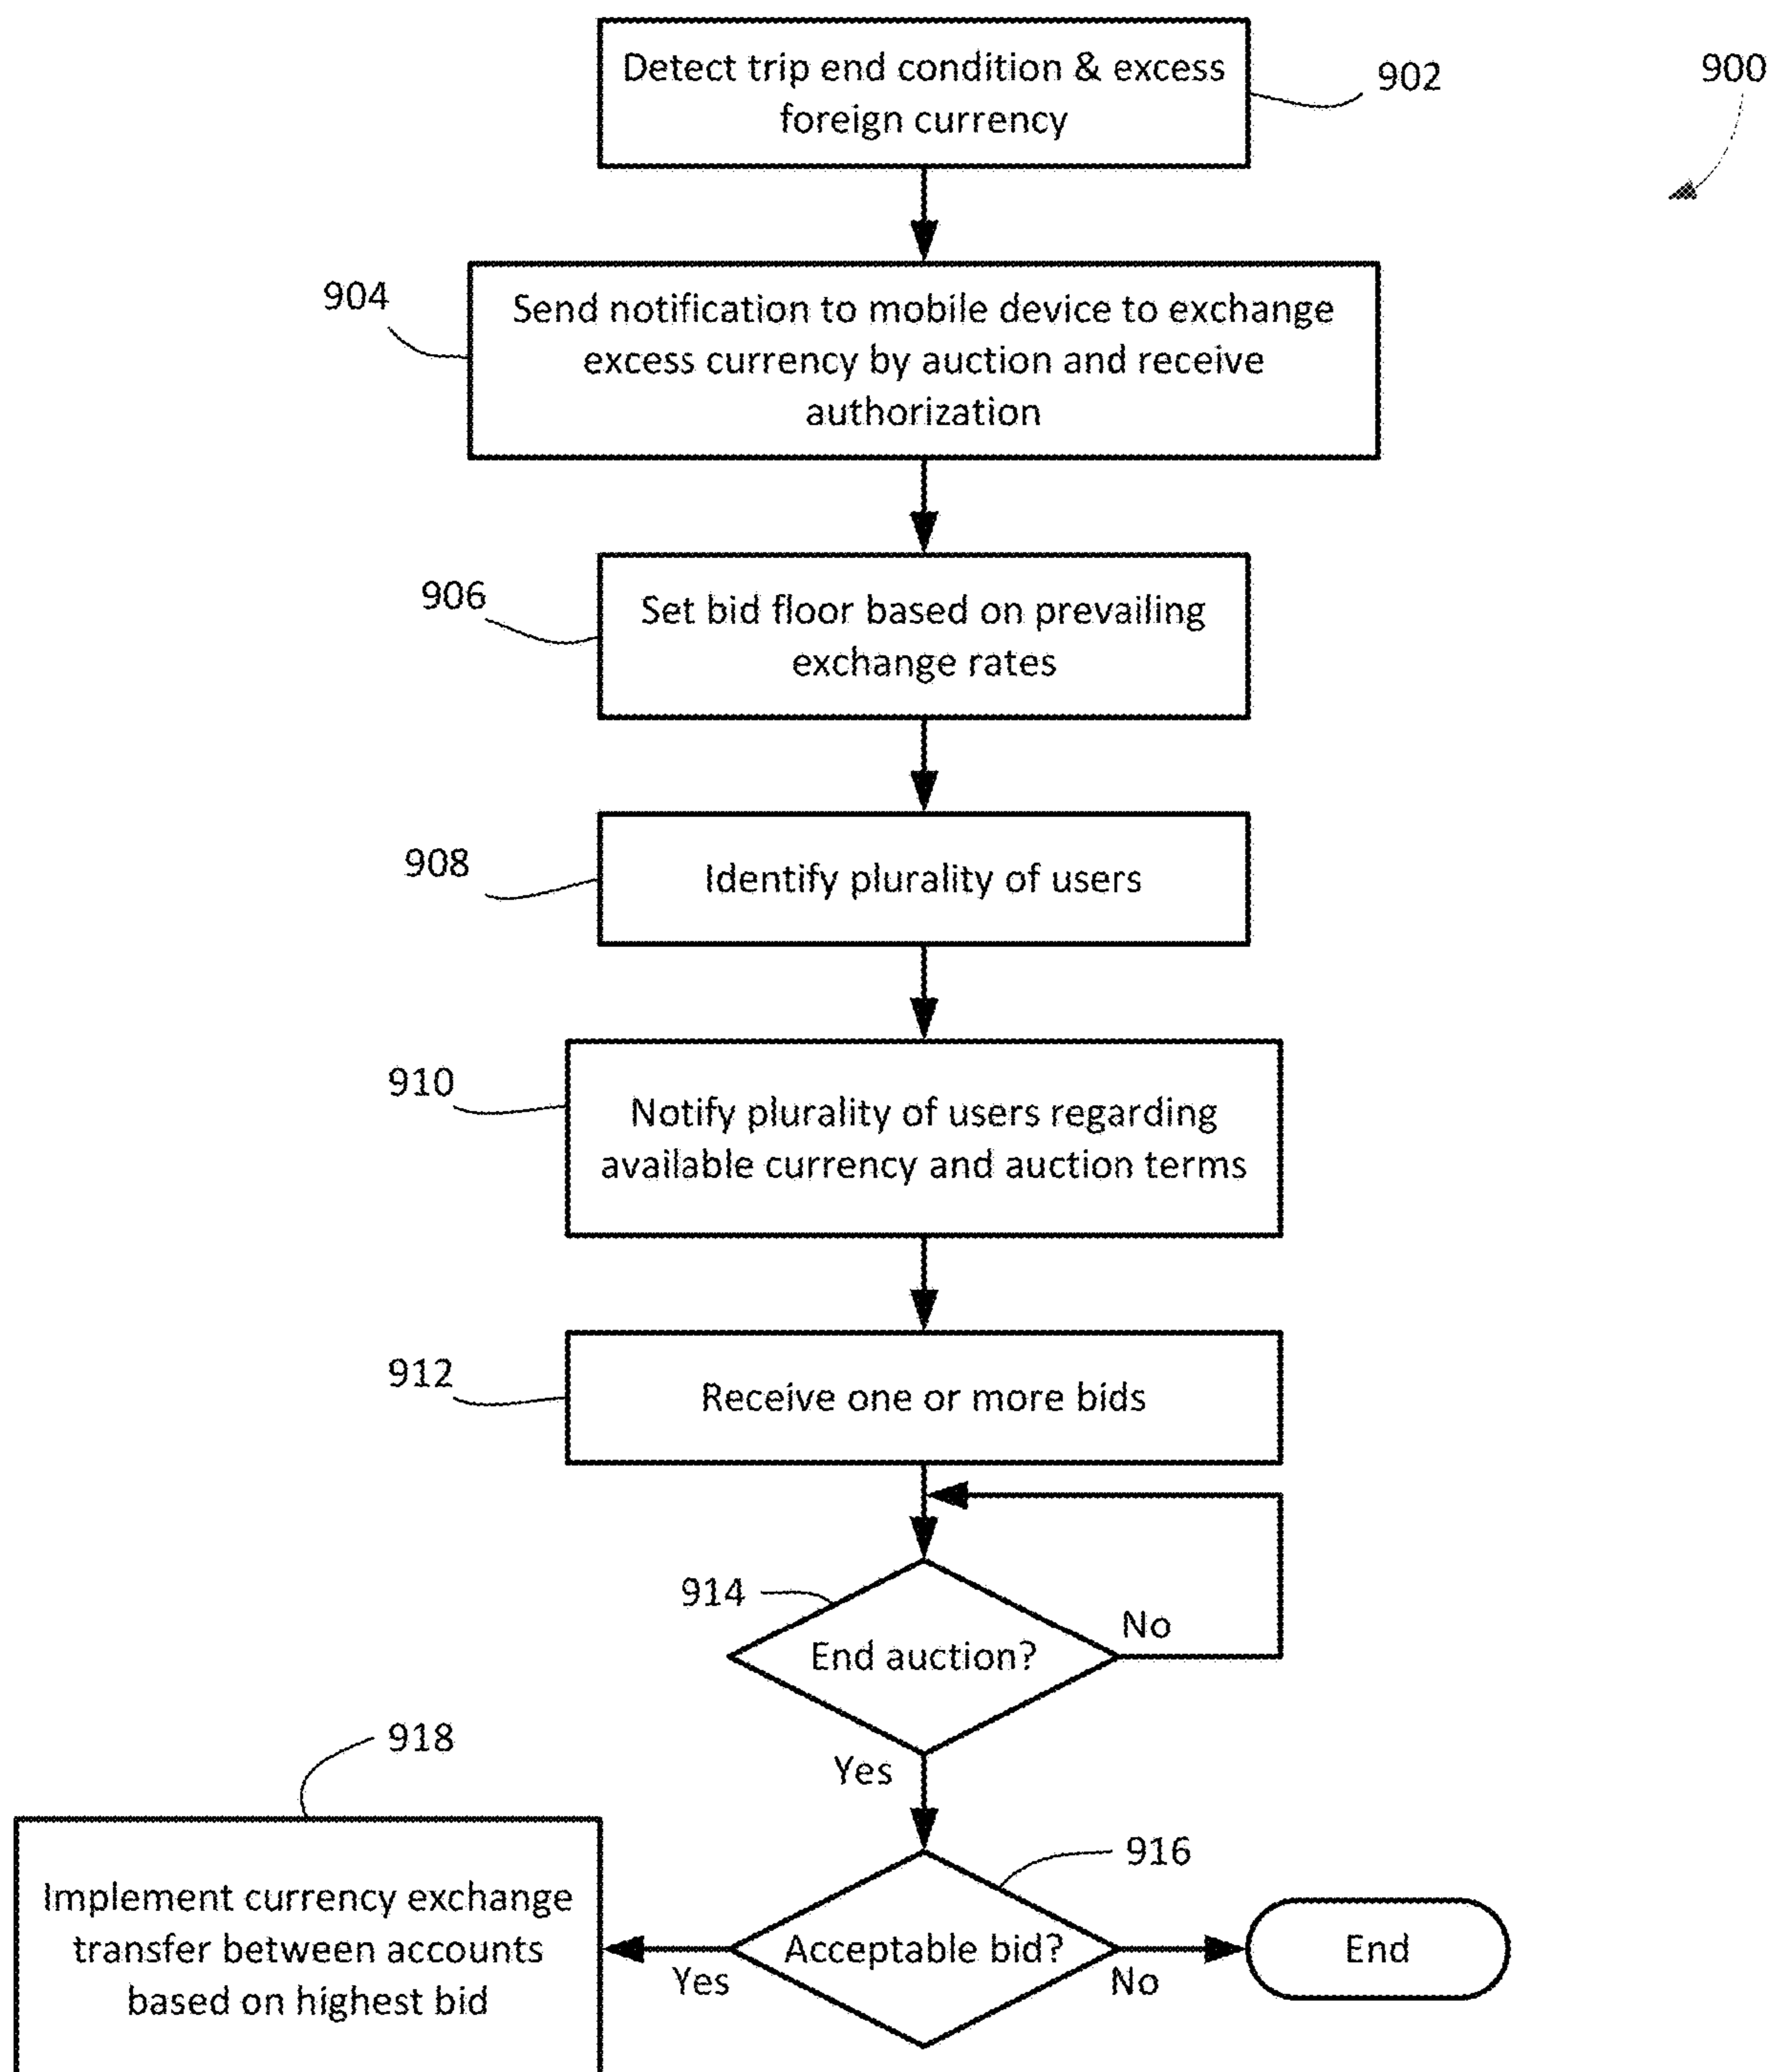 Detect trip end condition & excess
foreign currency
902
900
904
Send notification to mobile device to exchange
excess currency by auction and receive
authorization
906
Set bid floor based on prevailing
exchange rates
908
Identify plurality of users
910
Notify plurality of users regarding
available currency and auction terms
912
Receive one or more bids
914
End auction?
No
Yes
918
916
Implement currency exchange
transfer between accounts
based on highest bid
Yes
Acceptable bid?
No
End